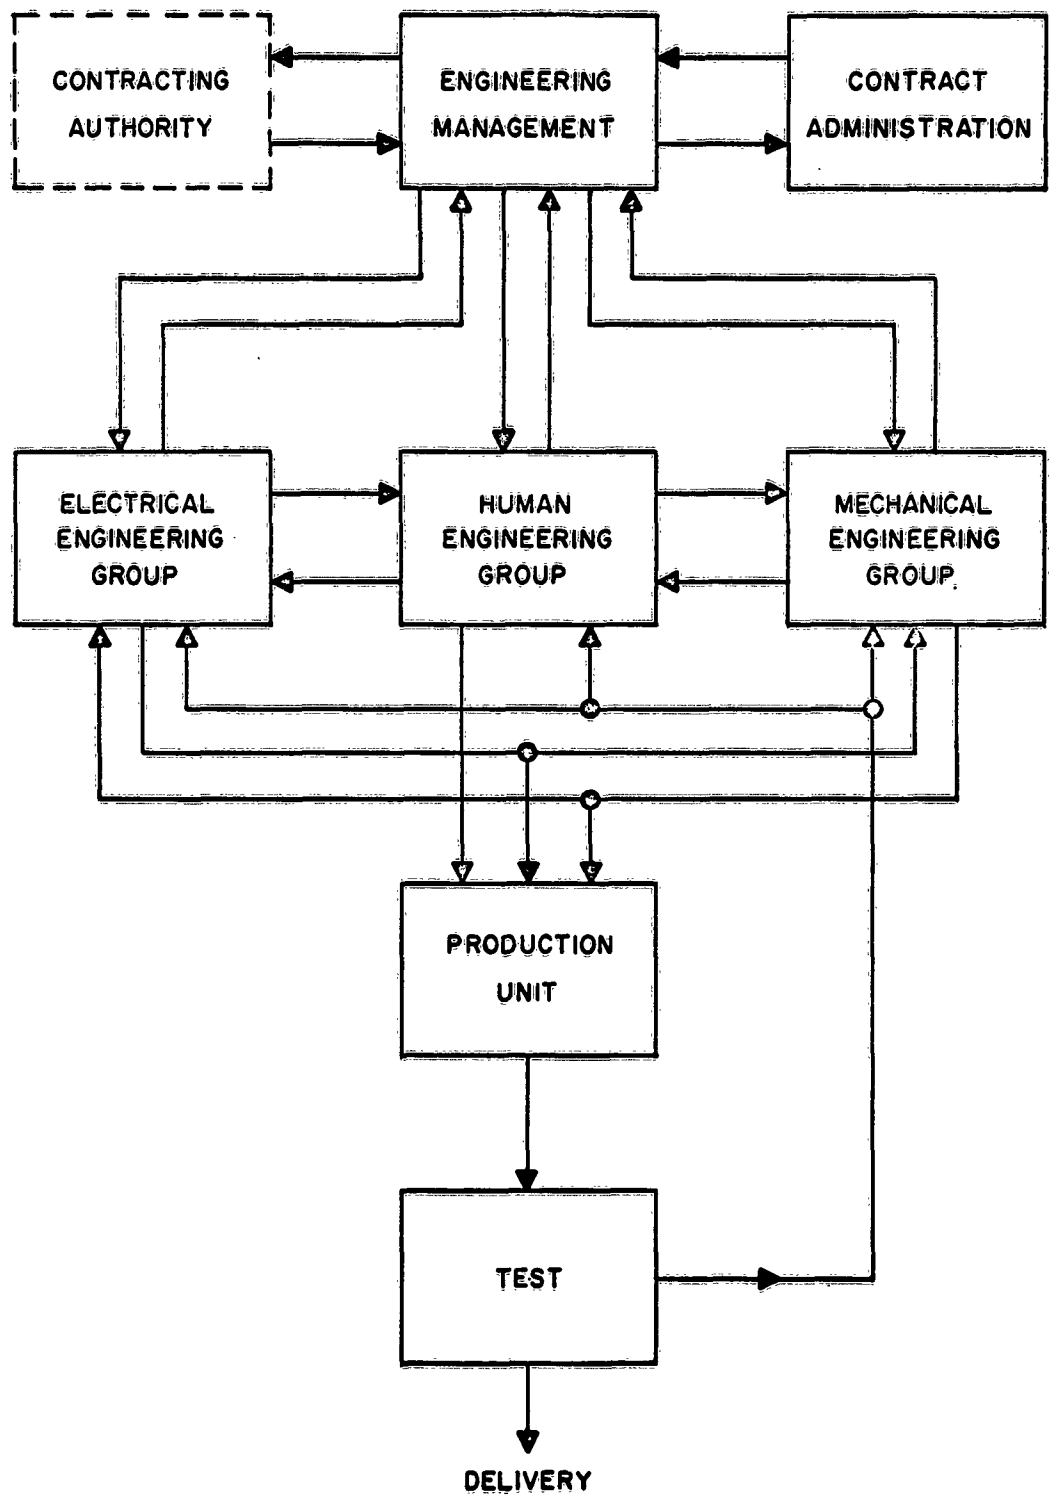 CONTRACTING
AUTHORITY
ENGINEERING
MANAGEMENT
CONTRACT
ADMINISTRATION
ELECTRICAL
ENGINEERING
GROUP
HUMAN
ENGINEERING
GROUP
MECHANICAL
ENGINEERING
GROUP
PRODUCTION
UNIT
TEST
DELIVERY